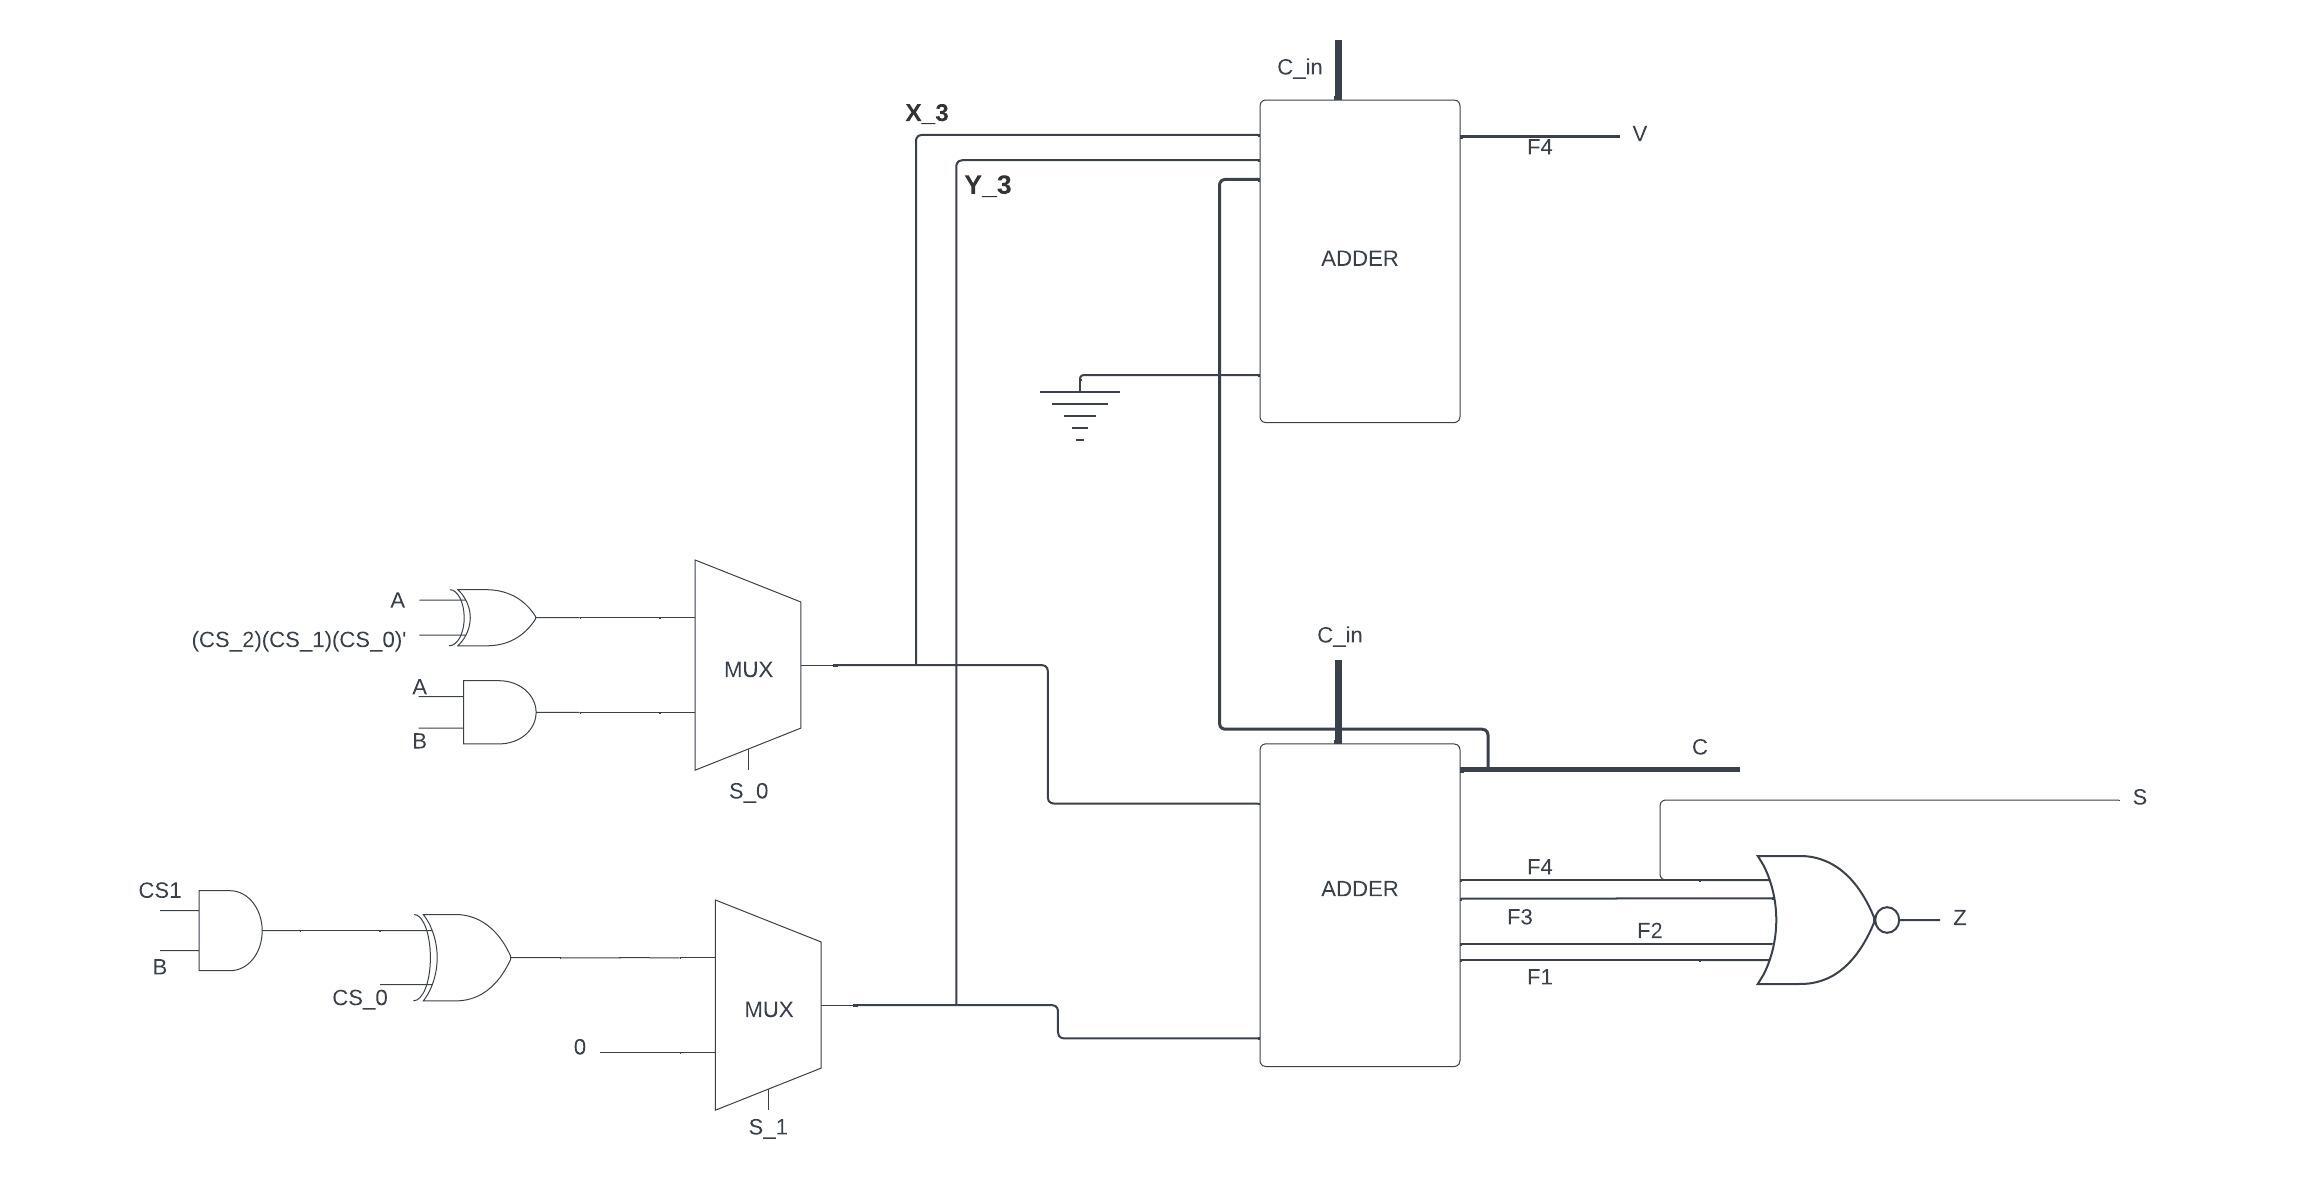 C_in
X_3
V
F4
Y_3
ADDER
A
(CS_2)(CS_1)(CS_0)'
C_in
MUX
A
B
C
S_0
S
F4
ADDER
CS1
F3
Z
F2
B
F1
CS_0
MUX
0
S_1